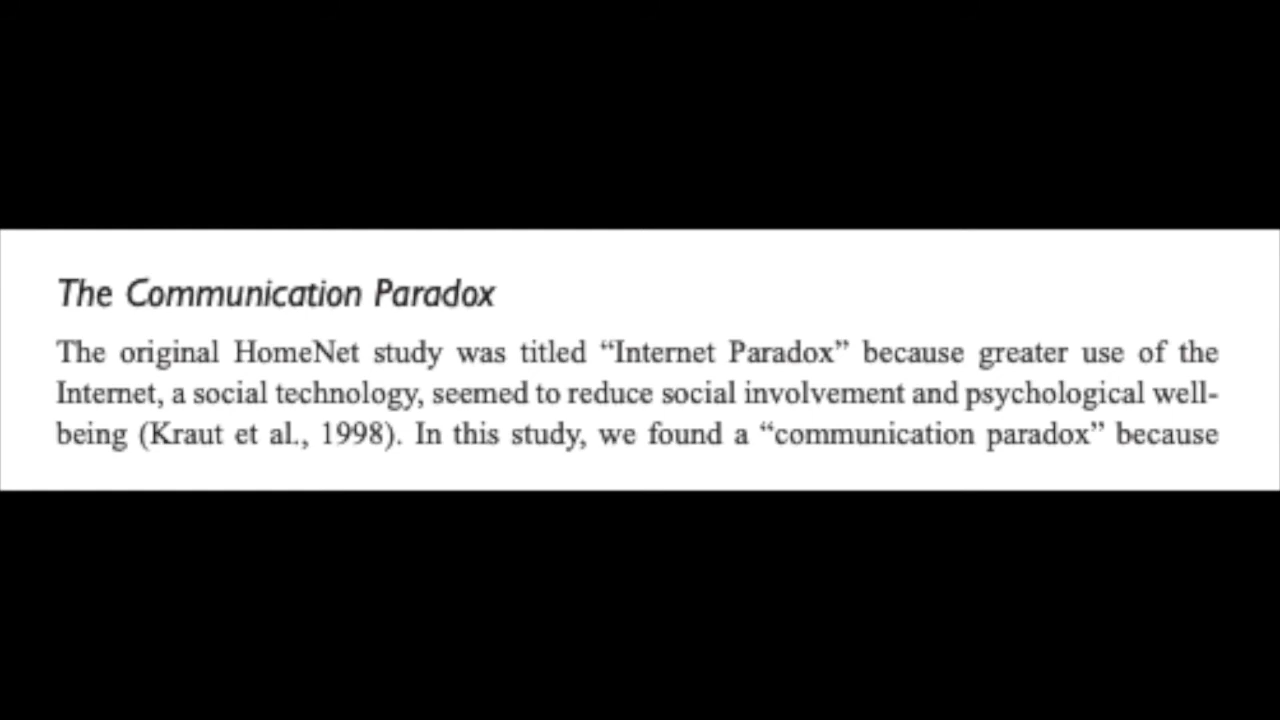 The Communication Paradox
The original HomeNet study was titled “Internet Paradox” because greater use of the
Internet, a social technology, seemed to reduce social involvement and psychological well-
being (Kraut et al., 1998). In this study, we found a “communication paradox” because